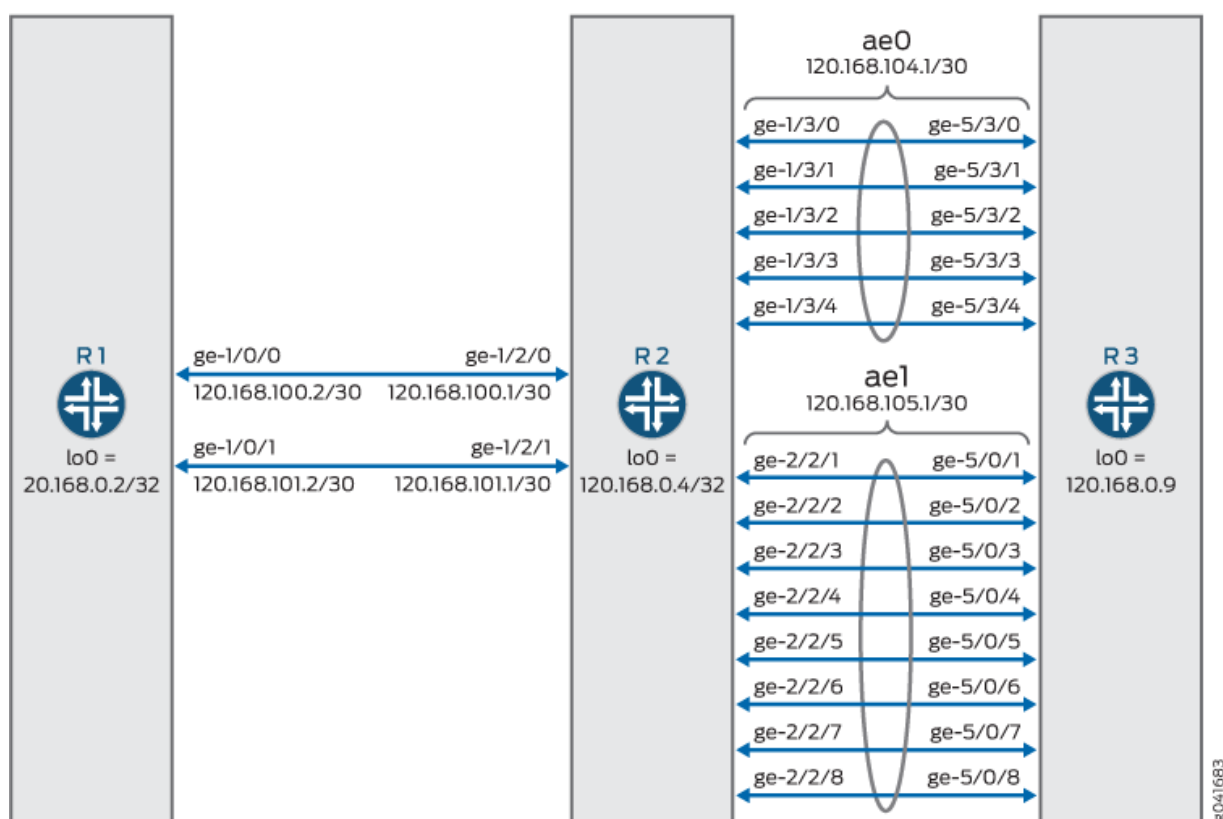 ae0
120.168.104.1/30
ge-1/3/0 ge-5/3/0
ge-1/3/1 ge-5/3/1
ge-1/3/2 ge-5/3/2
ge-1/3/3 ge-5/3/3
ge-1/3/4 ge-5/3/4
R1
lo0 =
20.168.0.2/32
ge-1/0/0 ge-1/2/0
120.168.100.2/30 120.168.100.1/30
ge-1/0/1 ge-1/2/1
120.168.101.2/30 120.168.101.1/30
R2
lo0 =
120.168.0.4/32
ae1
120.168.105.1/30
ge-2/2/1 ge-5/0/1
ge-2/2/2 ge-5/0/2
ge-2/2/3 ge-5/0/3
ge-2/2/4 ge-5/0/4
ge-2/2/5 ge-5/0/5
ge-2/2/6 ge-5/0/6
ge-2/2/7 ge-5/0/7
ge-2/2/8 ge-5/0/8
R3
lo0 =
120.168.0.9
g041683